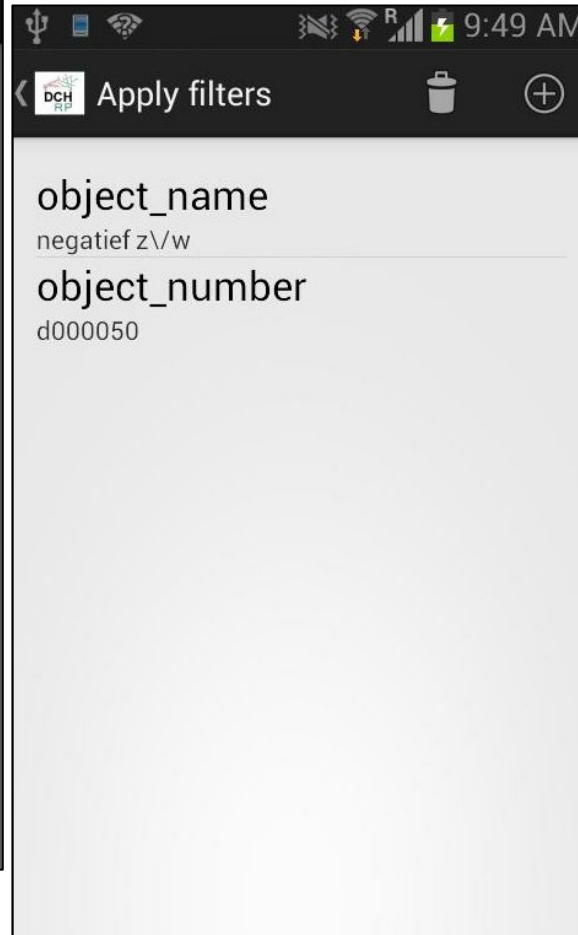 R
9:49 AM
DCH
RP
Apply filters
object_name
negatief z\/w
object_number
d000050